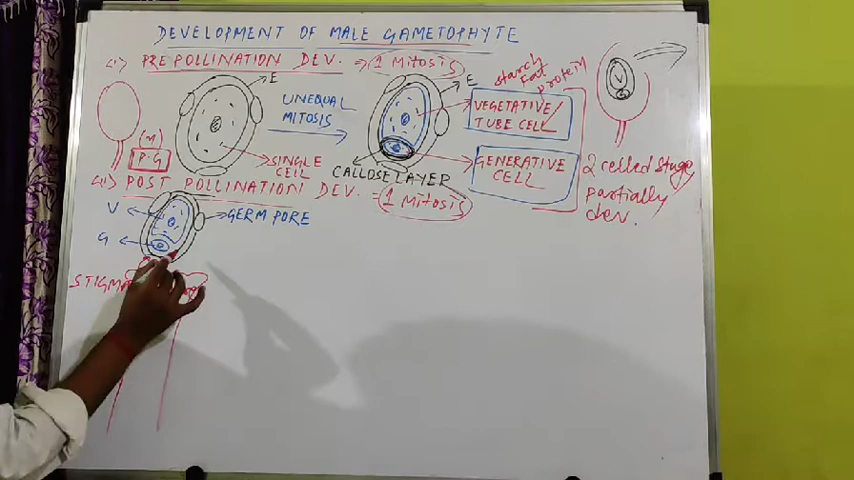 DEVELOPMENT OF MALE GAMETOPHYTE
(i) PRE POLLINATION DEV. ⇒ 1 Mitosis
starch
fat
protein
E
E
UNEQUAL
MITOSIS
VEGETATIVE/
TUBE CELL
V
(M)
P.G
SINGLE
CELL
CALLOSE LAYER
GENERATIVE
CELL
2 celled Stage
partially
dev.
(ii) POST POLLINATION DEV. = 1 Mitosis
V
GERM PORE
G